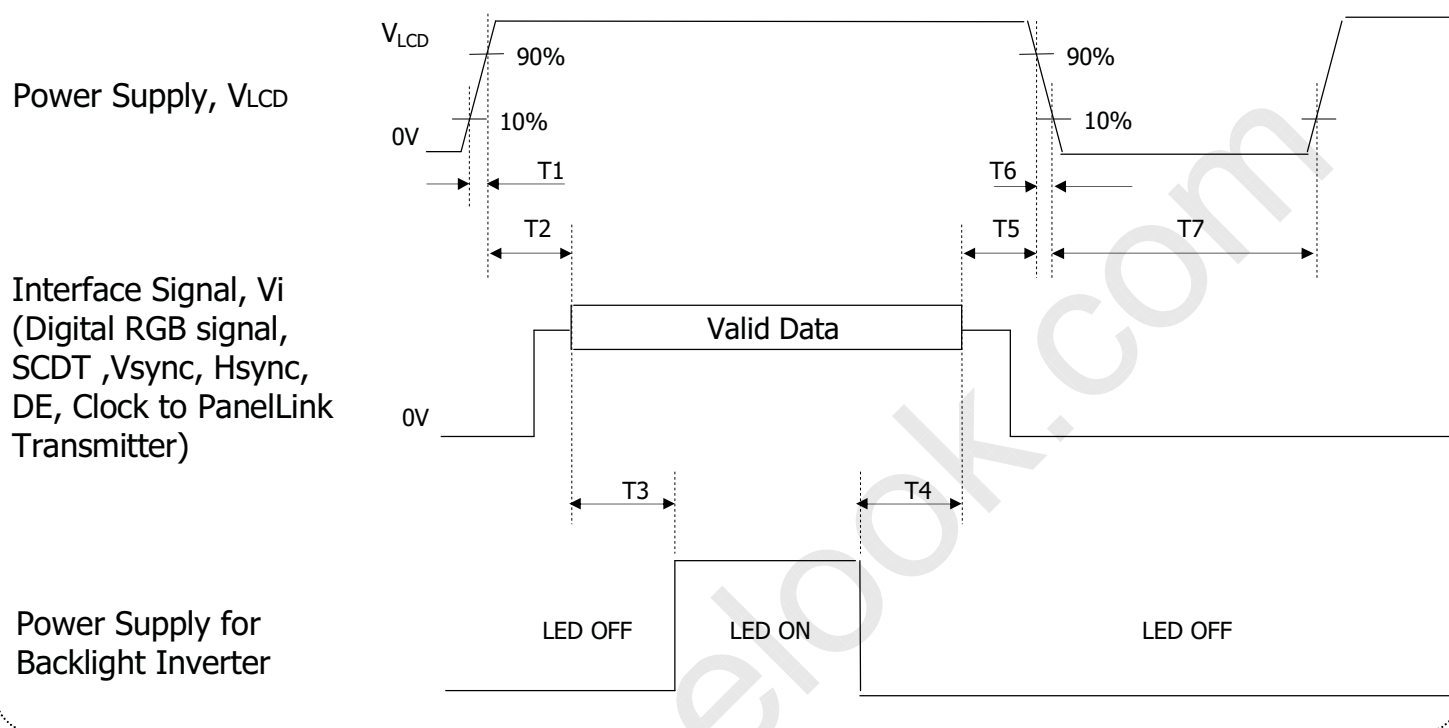 VLCD
90%
90%
Power Supply, VLCD
10%
10%
0V
T1
T6
T2
T5
T7
Interface Signal, Vi
(Digital RGB signal,
SCDT ,Vsync, Hsync,
DE, Clock to PanelLink
Transmitter)
Valid Data
0V
T3
T4
Power Supply for
Backlight Inverter
LED OFF
LED ON
LED OFF
elook.com